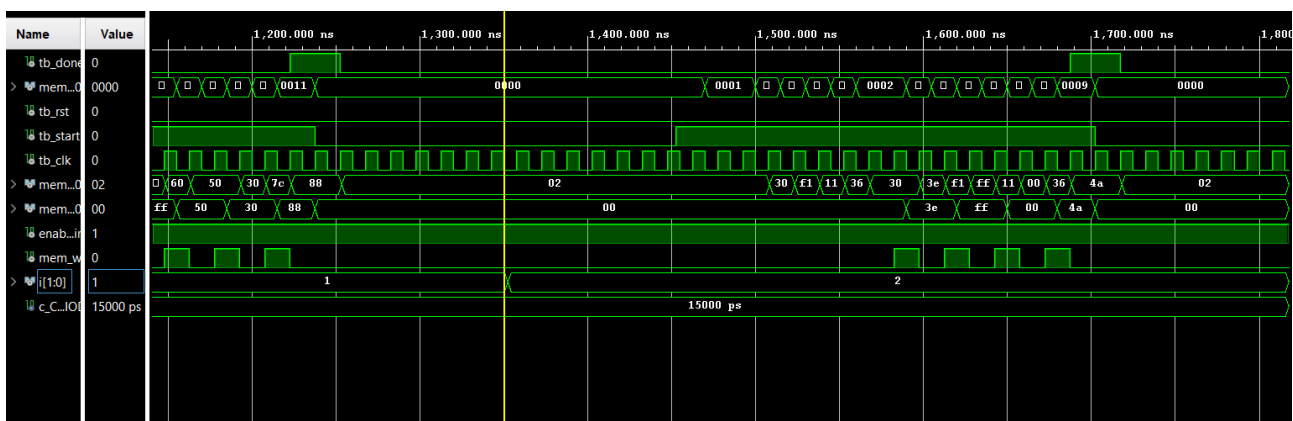 Name Value 1,200.000 ns 1,300.000 ns 1,400.000 ns 1,500.000 ns 1,600.000 ns 1,700.000 ns 1,800
tb_done 0
mem...0 0000 0011 0000 0001 0002 0009 0000
tb_rst 0
tb_start 0
tb_clk 0
mem...0 02 60 50 30 7c 88 02 30 f1 11 36 30 3e f1 ff 11 00 36 4a 02
mem...0 00 ff 50 30 88 00 3e ff 00 4a 00
enab...ir 1
mem_w 0
i[1:0] 1 1 2
c_C...IOD 15000 ps 15000 ps